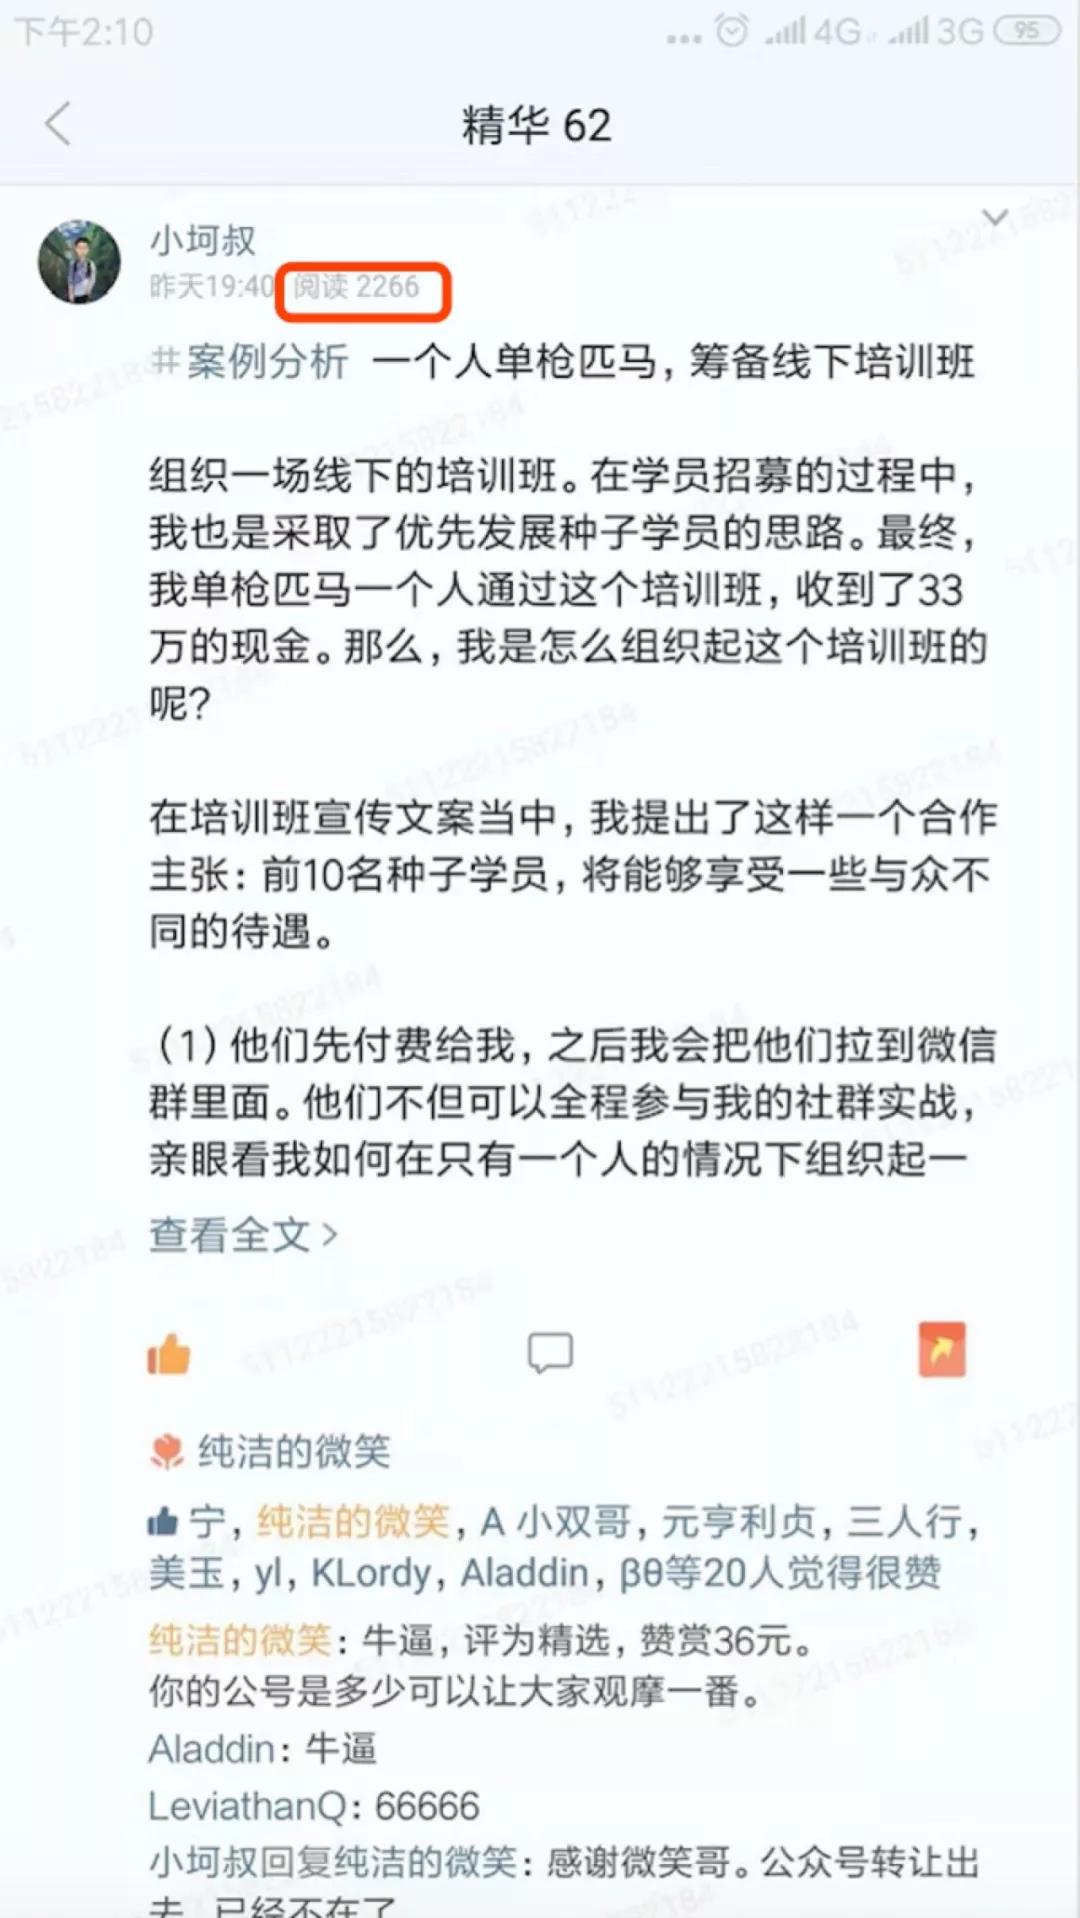 下午2:10
4G 3G 95
精华 62
小坷叔
昨天19:40 阅读 2266
#案例分析 一个人单枪匹马，筹备线下培训班
组织一场线下的培训班。在学员招募的过程中，
我也是采取了优先发展种子学员的思路。最终，
我单枪匹马一个人通过这个培训班，收到了33
万的现金。那么，我是怎么组织起这个培训班的
呢？
在培训班宣传文案当中，我提出了这样一个合作
主张：前10名种子学员，将能够享受一些与众不
同的待遇。
（1）他们先付费给我，之后我会把他们拉到微信
群里面。他们不但可以全程参与我的社群实战，
亲眼看我如何在只有一个人的情况下组织起一
查看全文>
纯洁的微笑
宁，纯洁的微笑，A 小双哥，元亨利贞，三人行，
美玉，yl，KLordy，Aladdin，βθ等20人觉得很赞
纯洁的微笑：牛逼，评为精选，赞赏36元。
你的公号是多少可以让大家观摩一番。
Aladdin：牛逼
LeviathanQ：66666
小坷叔回复纯洁的微笑：感谢微笑哥。公众号转让出
去，已经不在了
51122215822184